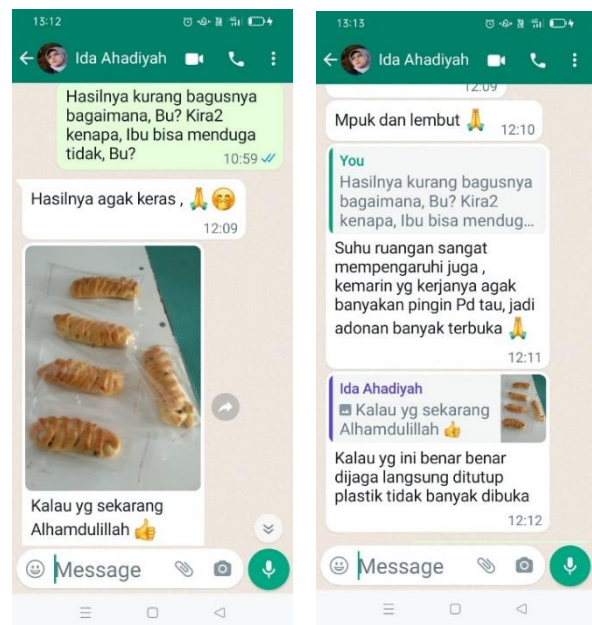 13:12
Ida Ahadiyah
Hasilnya kurang bagusnya
bagaimana, Bu? Kira2
kenapa, Ibu bisa menduga
tidak, Bu?
10:59
Hasilnya agak keras ,
12:09
Kalau yg sekarang
Alhamdulillah
Message
13:13
Ida Ahadiyah
12.09
Mpuk dan lembut
12:10
You
Hasilnya kurang bagusnya
bagaimana, Bu? Kira2
kenapa, Ibu bisa mendug...
Suhu ruangan sangat
mempengaruhi juga ,
kemarin yg kerjanya agak
banyakan pingin Pd tau, jadi
adonan banyak terbuka
12:11
Ida Ahadiyah
Kalau yg sekarang
Alhamdulillah
Kalau yg ini benar benar
dijaga langsung ditutup
plastik tidak banyak dibuka
12:12
Message